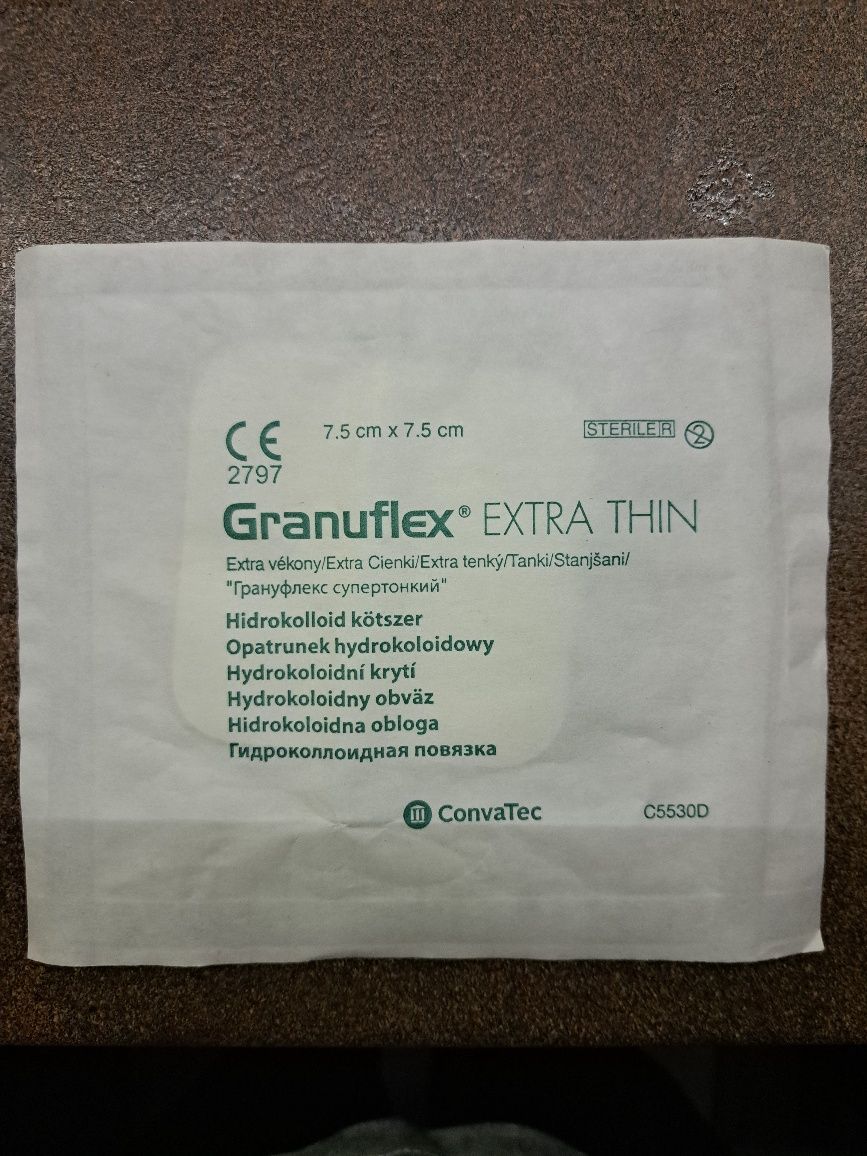 CE 7.5 cm x 7.5 cm STERILE R 2
2797
Granuflex® EXTRA THIN
Extra vékony/Extra Cienki/Extra tenký/Tanki/Stanjšani/
"Грануфлекс супертонкий"
Hidrokolloid kötszer
Opatrunek hydrokoloidowy
Hydrokoloidní krytí
Hydrokoloidny obväz
Hidrokoloidna obloga
Гидроколлоидная повязка
ConvaTec C5530D